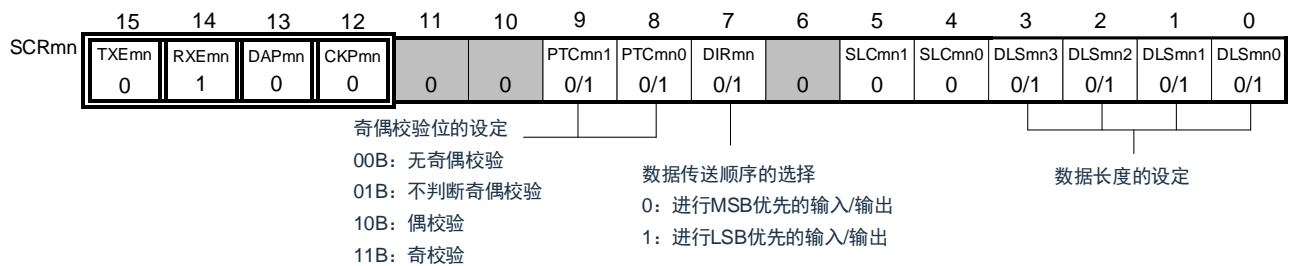 15 14 13 12 11 10 9 8 7 6 5 4 3 2 1 0
SCRmn TXEmn RXEmn DAPmn CKPmn PTCmn1 PTCmn0 DIRmn SLCmn1 SLCmn0 DLSmn3 DLSmn2 DLSmn1 DLSmn0
0 1 0 0 0 0 0/1 0/1 0/1 0 0 0 0/1 0/1 0/1 0/1
奇偶校验位的设定
00B：无奇偶校验
01B：不判断奇偶校验
10B：偶校验
11B：奇校验
数据传送顺序的选择
0：进行MSB优先的输入/输出
1：进行LSB优先的输入/输出
数据长度的设定